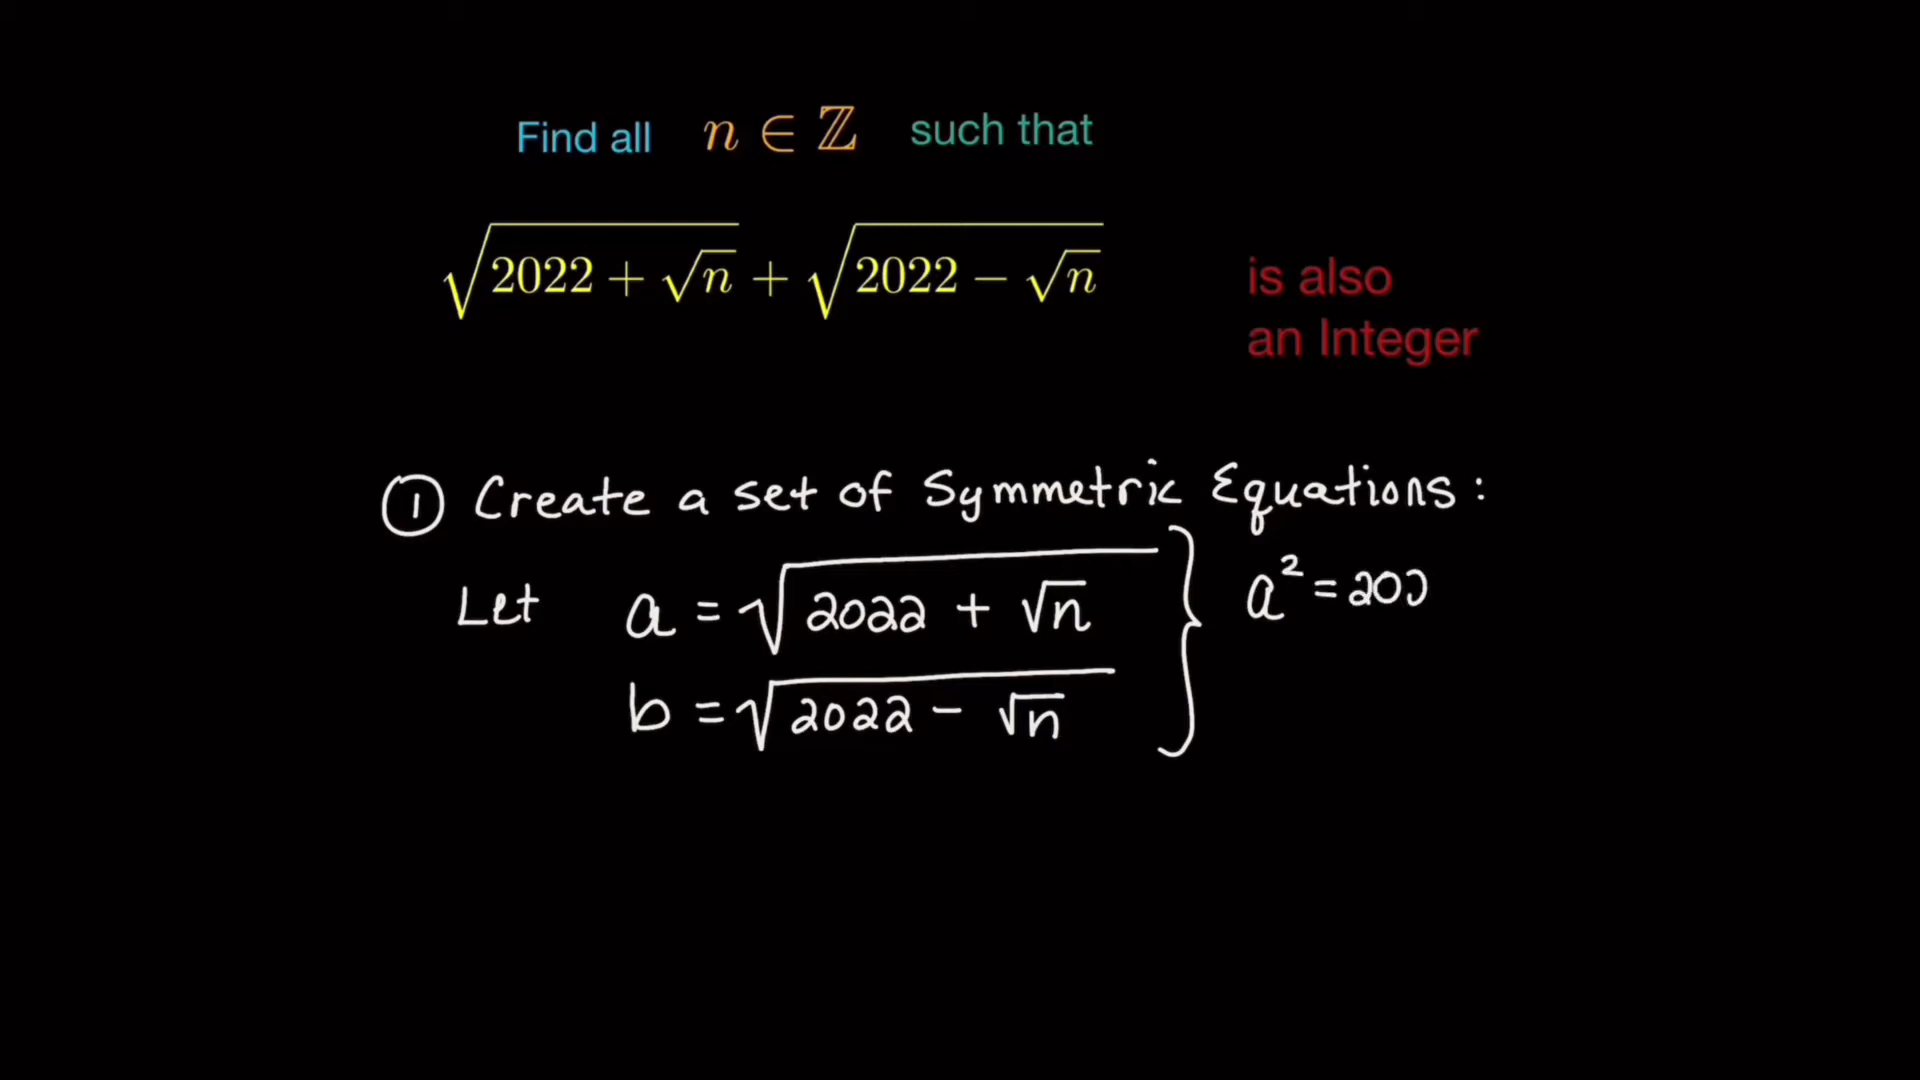 Find all n ∈ ℤ such that
√(2022 + √n) + √(2022 − √n) is also
an Integer
① Create a set of Symmetric Equations:
Let a = √(2022 + √n) } a² = 20
b = √(2022 − √n)